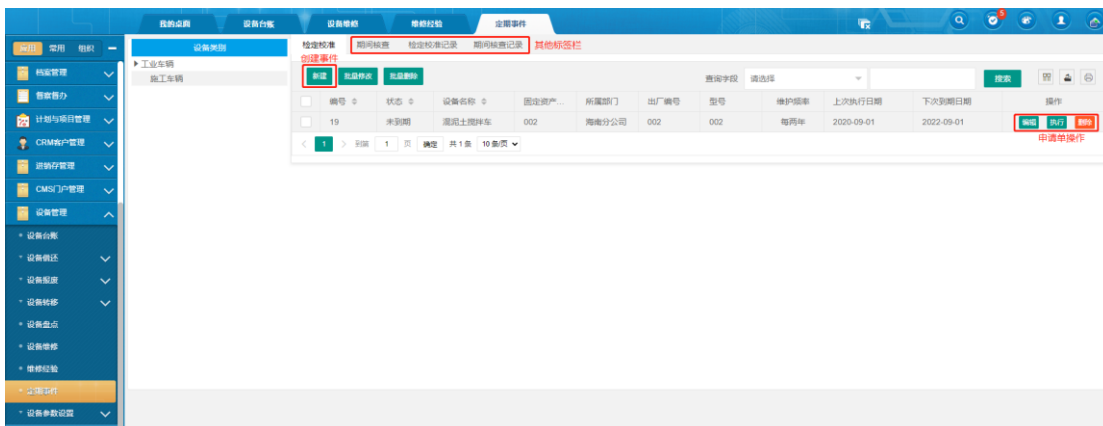 我的桌面 设备台账 设备维修 维修经验 定期事件
5
应用 常用 组织
设备类别
工业车辆
施工车辆
档案管理
督察督办
计划与项目管理
CRM客户管理
进销存管理
CMS门户管理
设备管理
设备台账
设备借还
设备报废
设备转移
设备盘点
设备维修
维修经验
定期事件
设备参数设置
检定校准 期间核查 检定校准记录 期间核查记录 其他标签栏
创建事件
新建 批量修改 批量删除 查询字段 请选择 搜索
编号 状态 设备名称 固定资产... 所属部门 出厂编号 型号 维护频率 上次执行日期 下次到期日期 操作
19 未到期 混泥土搅拌车 002 海南分公司 002 002 每两年 2020-09-01 2022-09-01 编辑 执行 删除
申请单操作
1 到第 1 页 确定 共 1 条 10 条/页